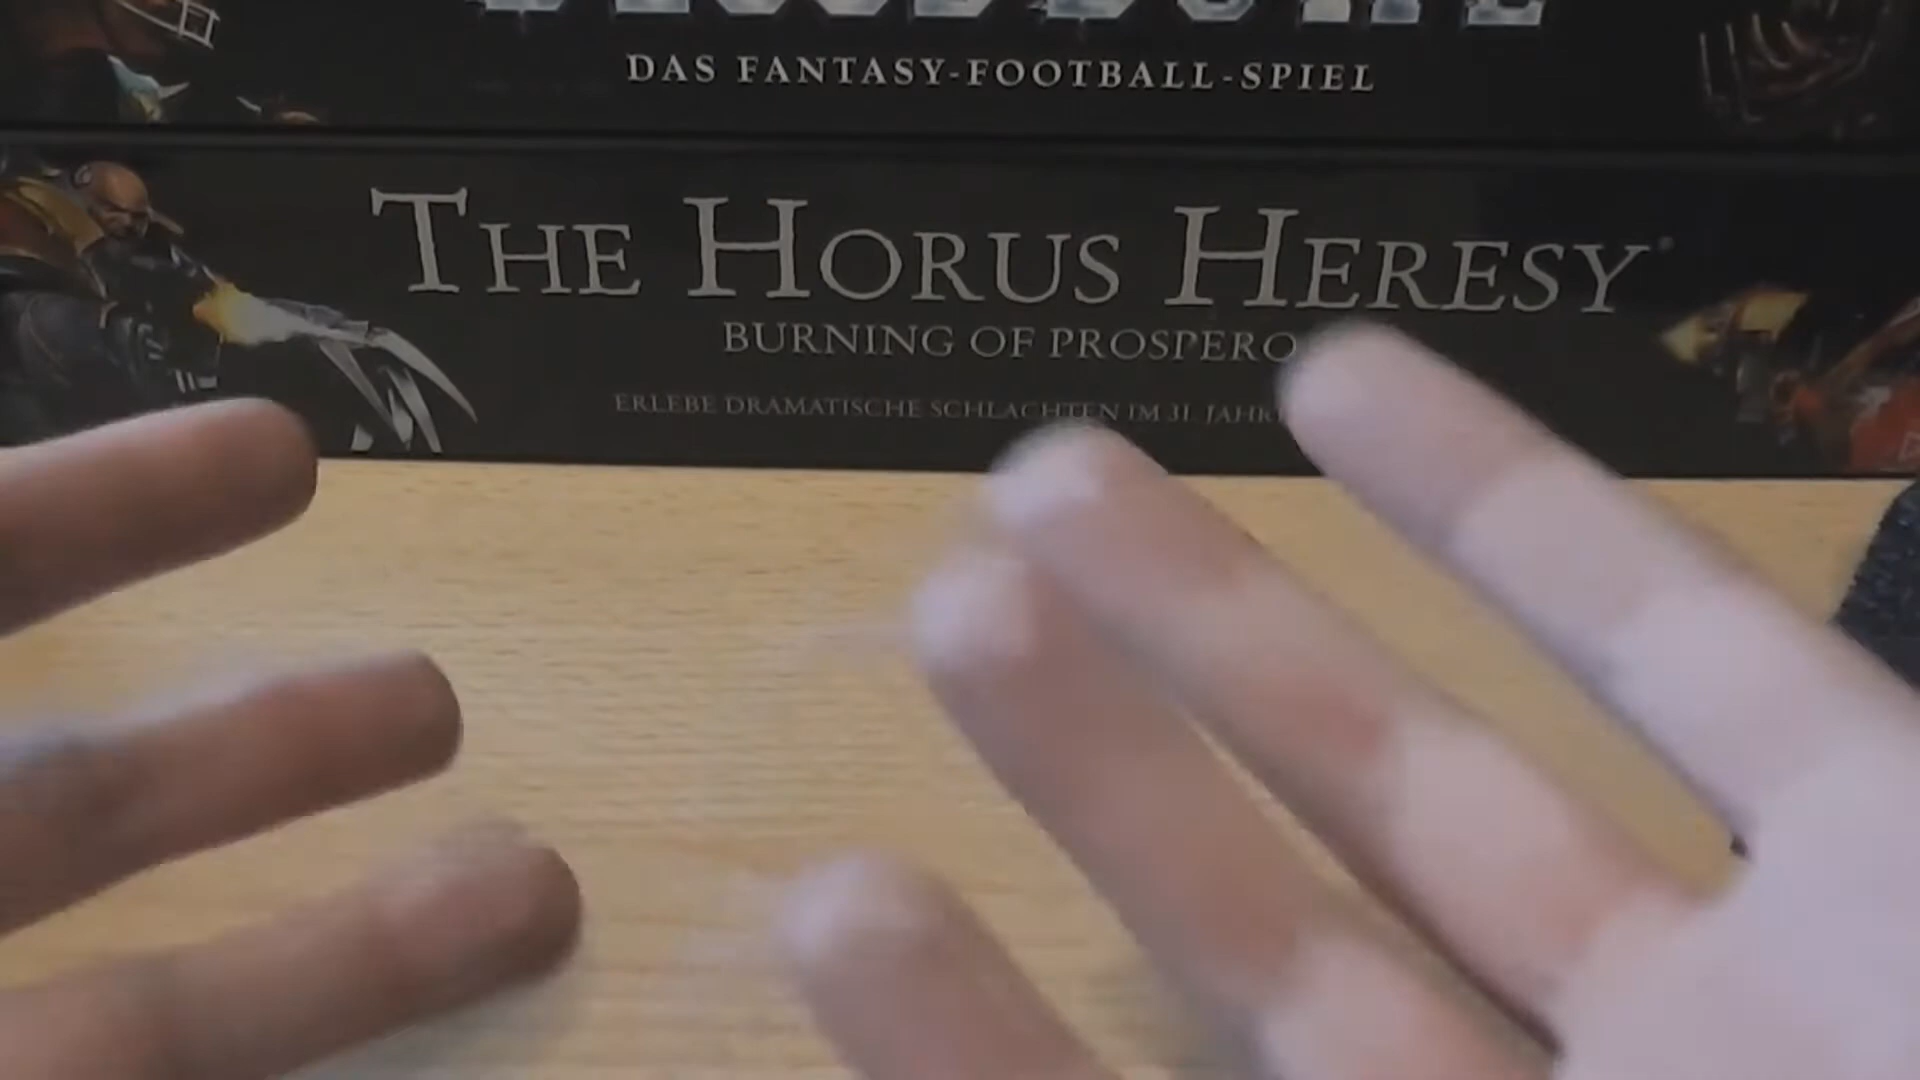 DAS FANTASY-FOOTBALL-SPIEL
THE HORUS HERESY
BURNING OF PROSPERO
ERLEBE DRAMATISCHE SCHLACHTEN IM 31.